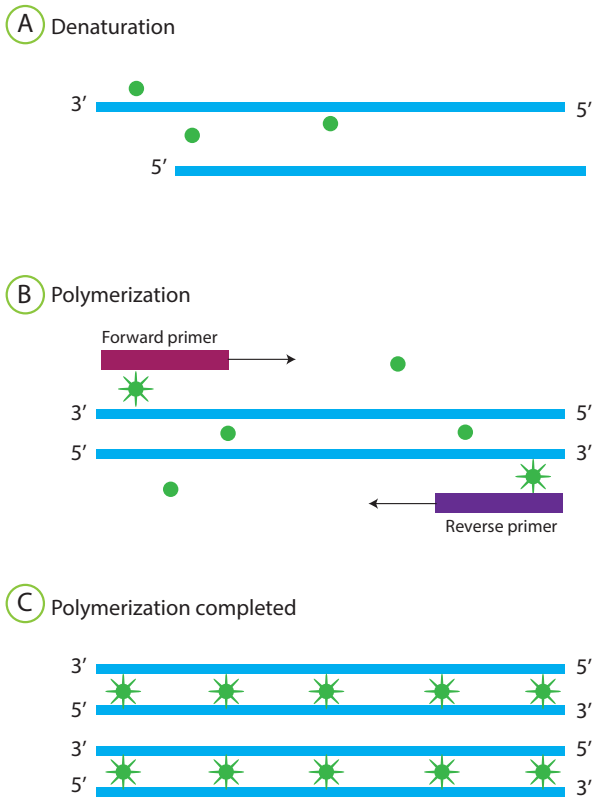 A Denaturation
3′ 5′
5′
B Polymerization
Forward primer
3′ 5′
5′ 3′
Reverse primer
C Polymerization completed
3′ 5′
5′ 3′
3′ 5′
5′ 3′